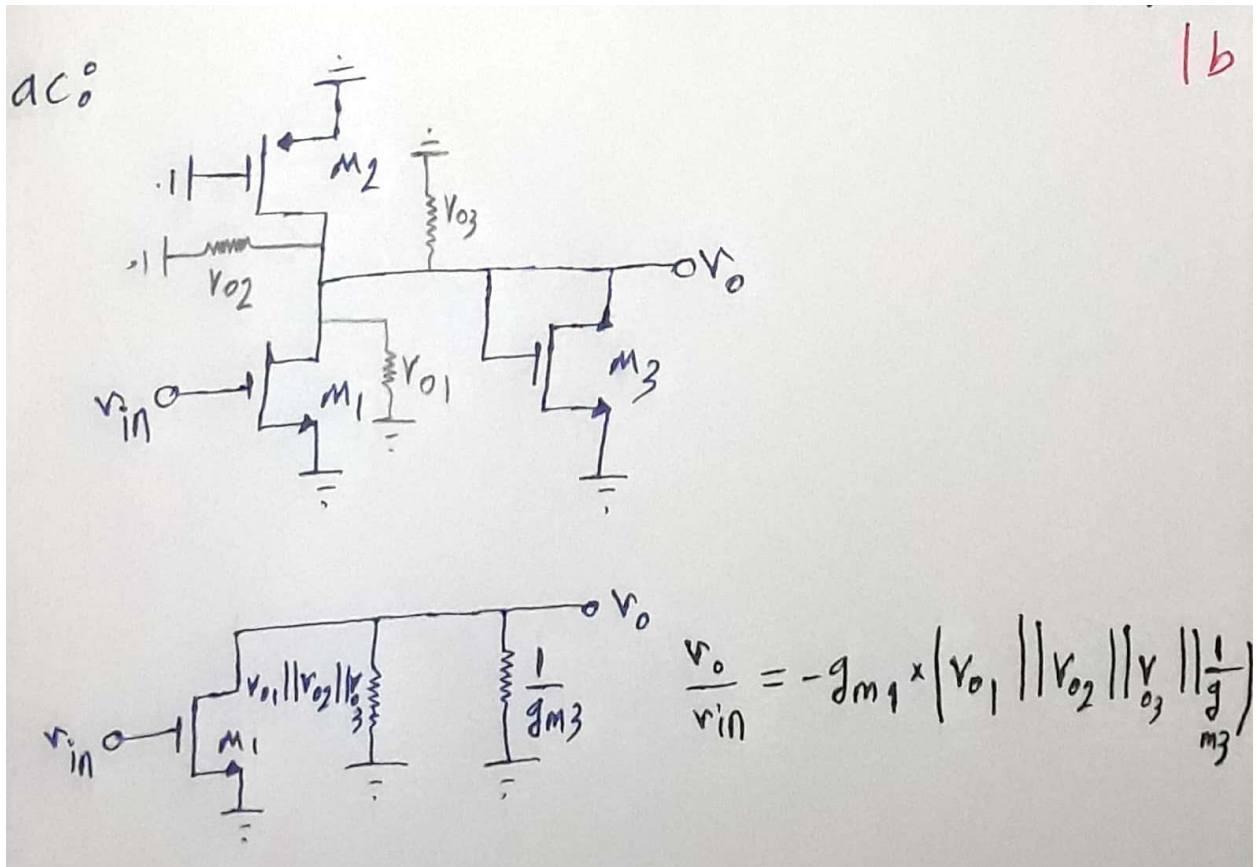 1b
ac:
M2
ro3
ro2
vo
vin
M1
ro1
M3
vo
ro1||ro2||ro3
1/gm3
vin
M1
vo/vin = -gm1 × (ro1 || ro2 || ro3 || 1/gm3)